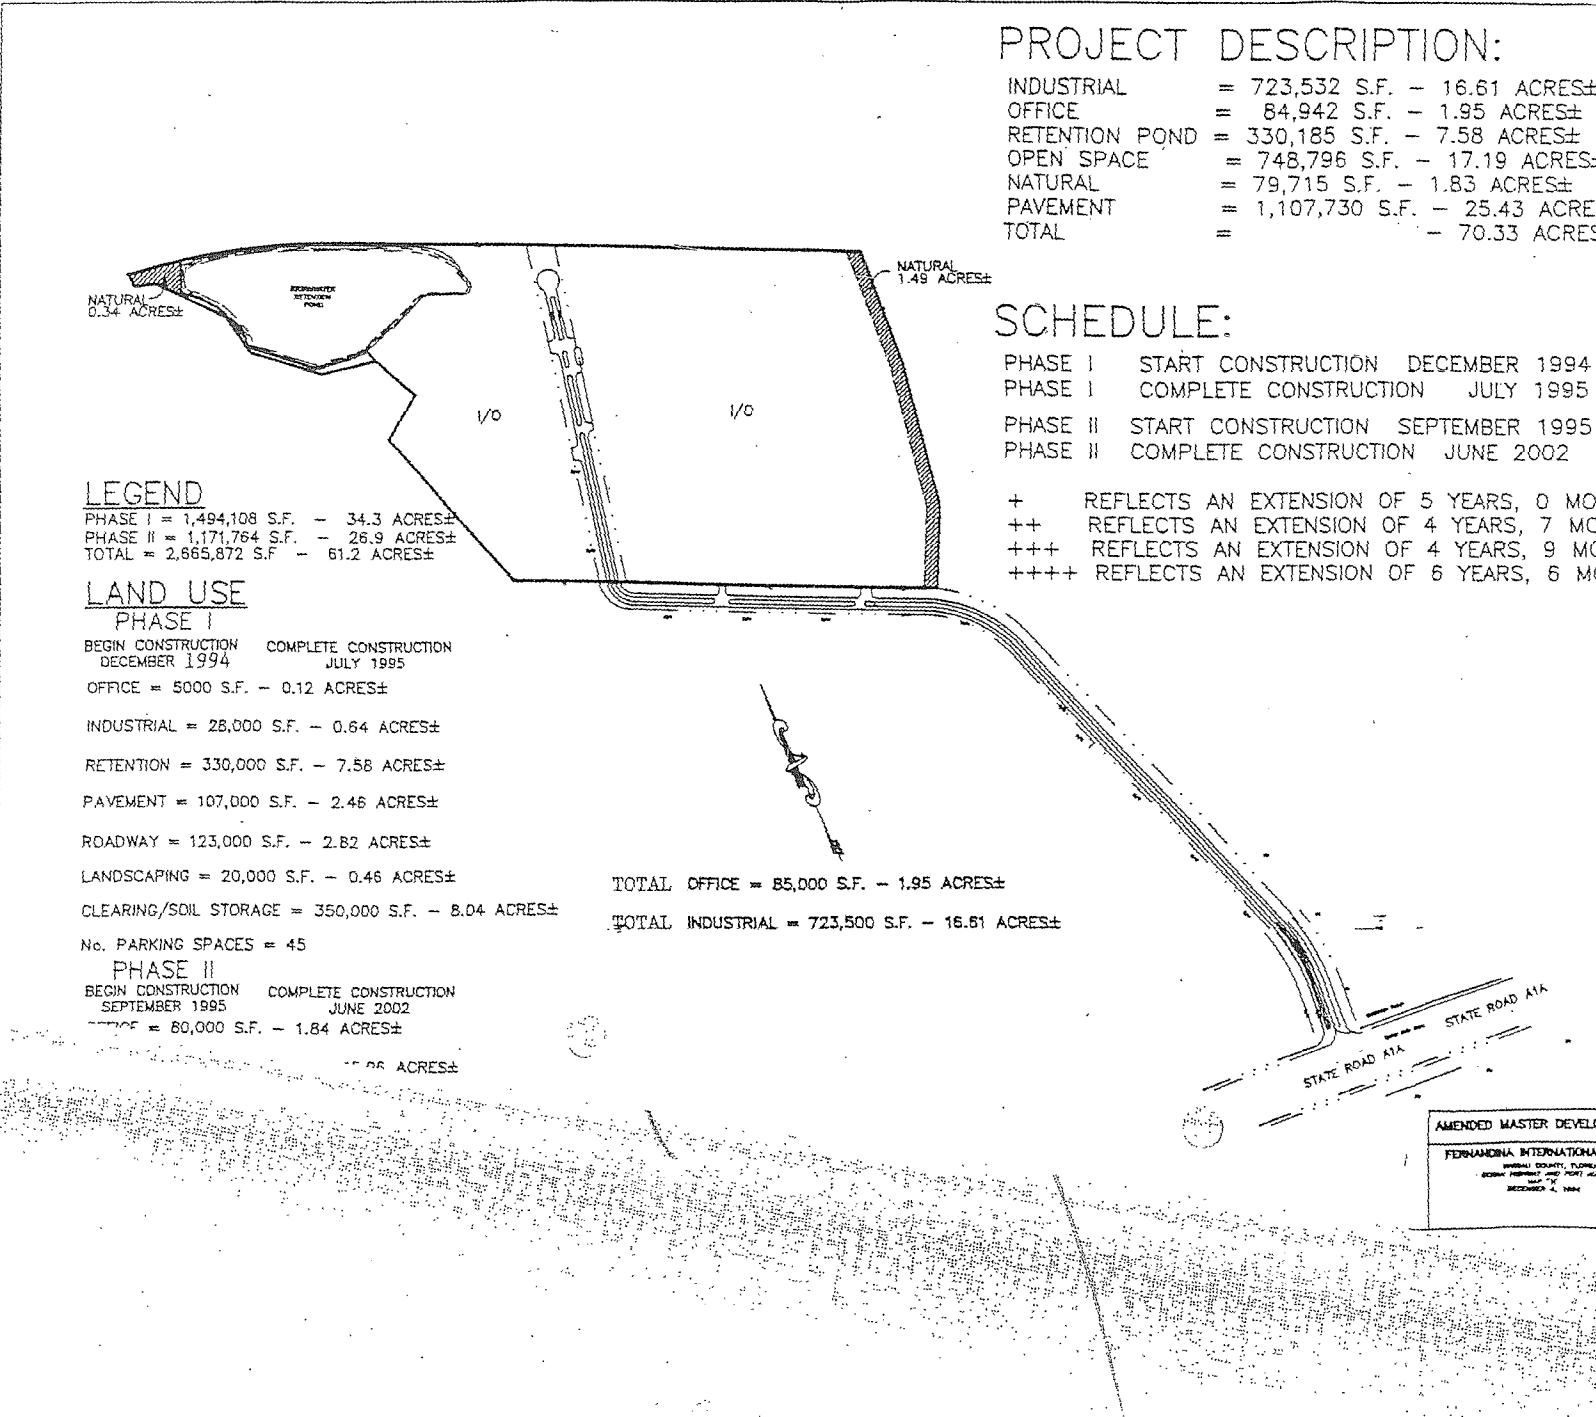 PROJECT DESCRIPTION:
INDUSTRIAL = 723,532 S.F. - 16.61 ACRES±
OFFICE = 84,942 S.F. - 1.95 ACRES±
RETENTION POND = 330,185 S.F. - 7.58 ACRES±
OPEN SPACE = 748,796 S.F. - 17.19 ACRES±
NATURAL = 79,715 S.F. - 1.83 ACRES±
PAVEMENT = 1,107,730 S.F. - 25.43 ACRE
TOTAL = - 70.33 ACRES
NATURAL
1.49 ACRES±
NATURAL
0.34 ACRES±
RETENTION
POND
I/O
I/O
SCHEDULE:
PHASE I START CONSTRUCTION DECEMBER 1994
PHASE I COMPLETE CONSTRUCTION JULY 1995
PHASE II START CONSTRUCTION SEPTEMBER 1995
PHASE II COMPLETE CONSTRUCTION JUNE 2002
+ REFLECTS AN EXTENSION OF 5 YEARS, 0 MO
++ REFLECTS AN EXTENSION OF 4 YEARS, 7 MO
+++ REFLECTS AN EXTENSION OF 4 YEARS, 9 MO
++++ REFLECTS AN EXTENSION OF 6 YEARS, 6 MO
LEGEND
PHASE I = 1,494,108 S.F. - 34.3 ACRES±
PHASE II = 1,171,764 S.F. - 26.9 ACRES±
TOTAL = 2,665,872 S.F - 61.2 ACRES±
LAND USE
PHASE I
BEGIN CONSTRUCTION COMPLETE CONSTRUCTION
DECEMBER 1994 JULY 1995
OFFICE = 5000 S.F. - 0.12 ACRES±
INDUSTRIAL = 28,000 S.F. - 0.64 ACRES±
RETENTION = 330,000 S.F. - 7.58 ACRES±
PAVEMENT = 107,000 S.F. - 2.46 ACRES±
ROADWAY = 123,000 S.F. - 2.82 ACRES±
LANDSCAPING = 20,000 S.F. - 0.46 ACRES±
CLEARING/SOIL STORAGE = 350,000 S.F. - 8.04 ACRES±
No. PARKING SPACES = 45
PHASE II
BEGIN CONSTRUCTION COMPLETE CONSTRUCTION
SEPTEMBER 1995 JUNE 2002
= 80,000 S.F. - 1.84 ACRES±
ACRES±
TOTAL OFFICE = 85,000 S.F. - 1.95 ACRES±
TOTAL INDUSTRIAL = 723,500 S.F. - 16.61 ACRES±
STATE ROAD A1A
STATE ROAD A1A
AMENDED MASTER DEVELO
FERNANDINA INTERNATIONA